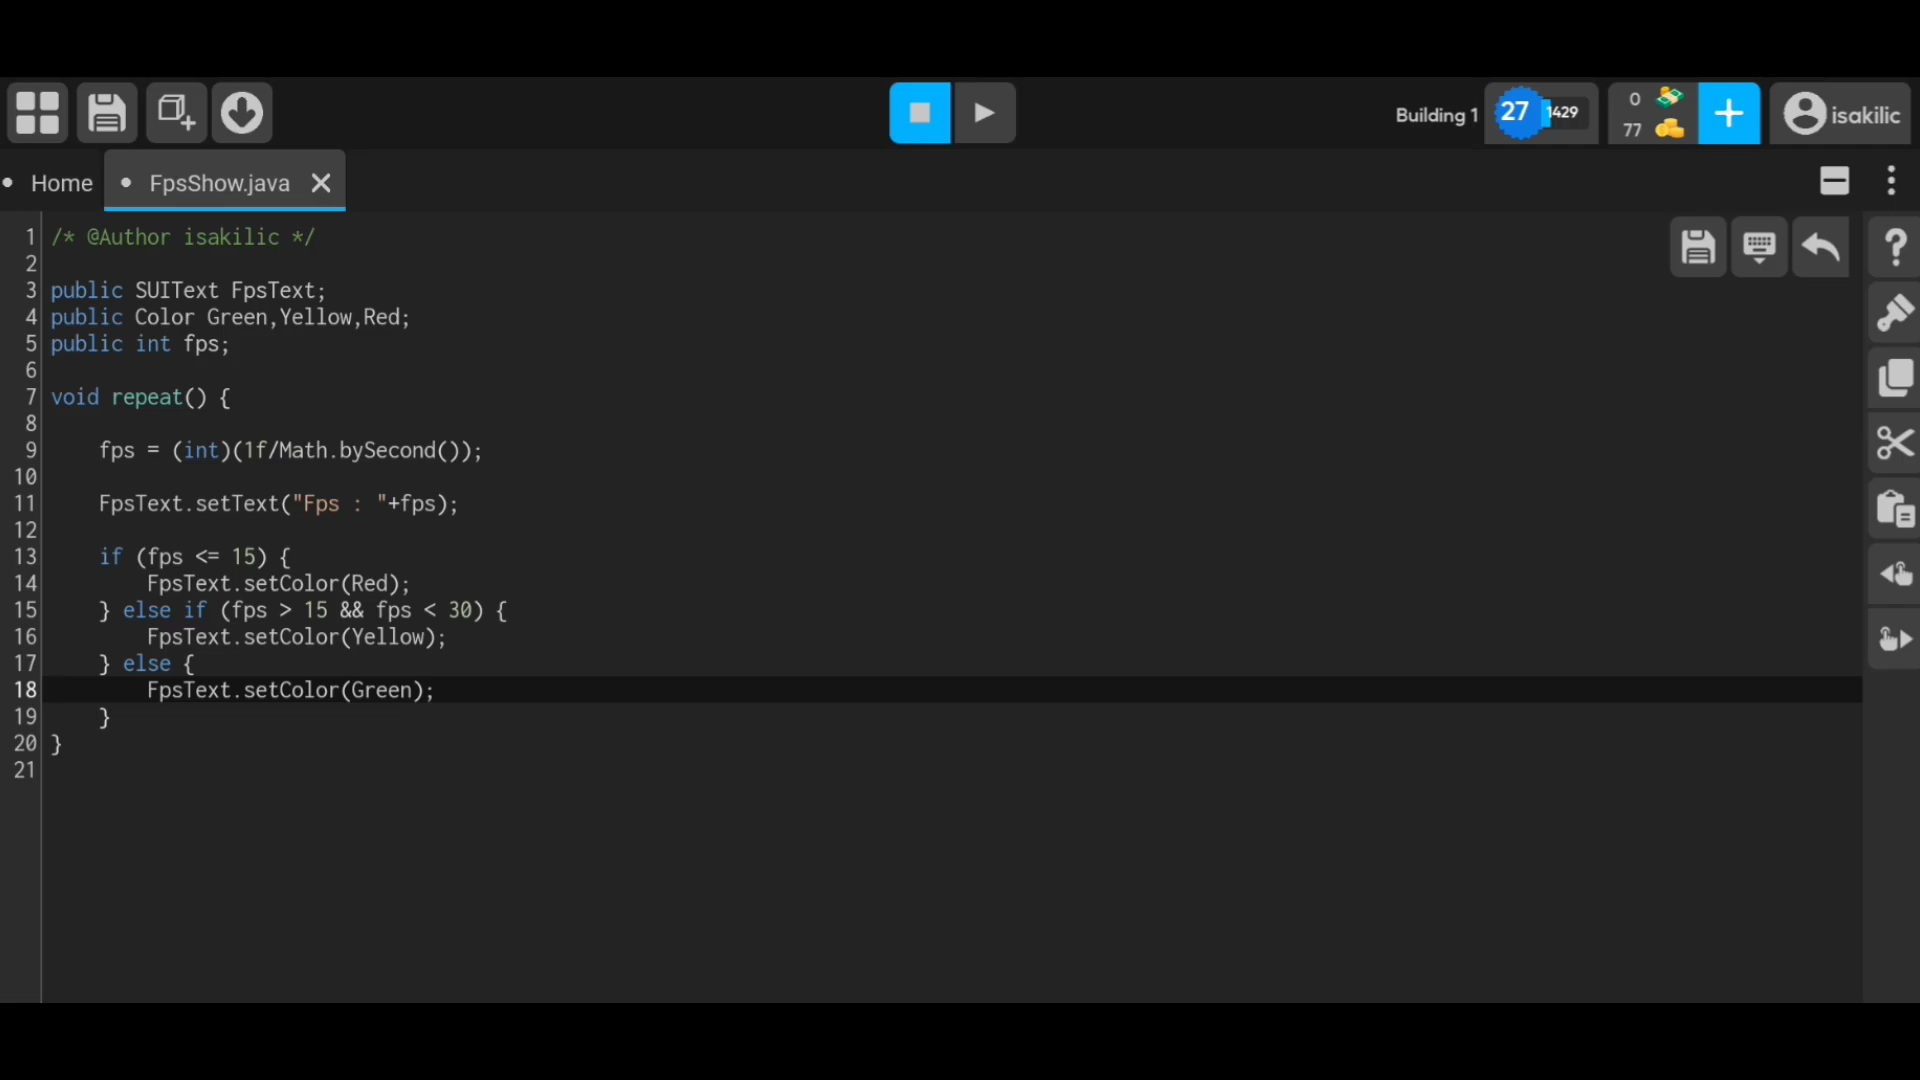 Building 1 27 1429 0 77 isakilic
Home FpsShow.java
1 /* @Author isakilic */
2
3 public SUIText FpsText;
4 public Color Green,Yellow,Red;
5 public int fps;
6
7 void repeat() {
8
9     fps = (int)(1f/Math.bySecond());
10
11     FpsText.setText("Fps : "+fps);
12
13     if (fps <= 15) {
14         FpsText.setColor(Red);
15     } else if (fps > 15 && fps < 30) {
16         FpsText.setColor(Yellow);
17     } else {
18         FpsText.setColor(Green);
19     }
20 }
21